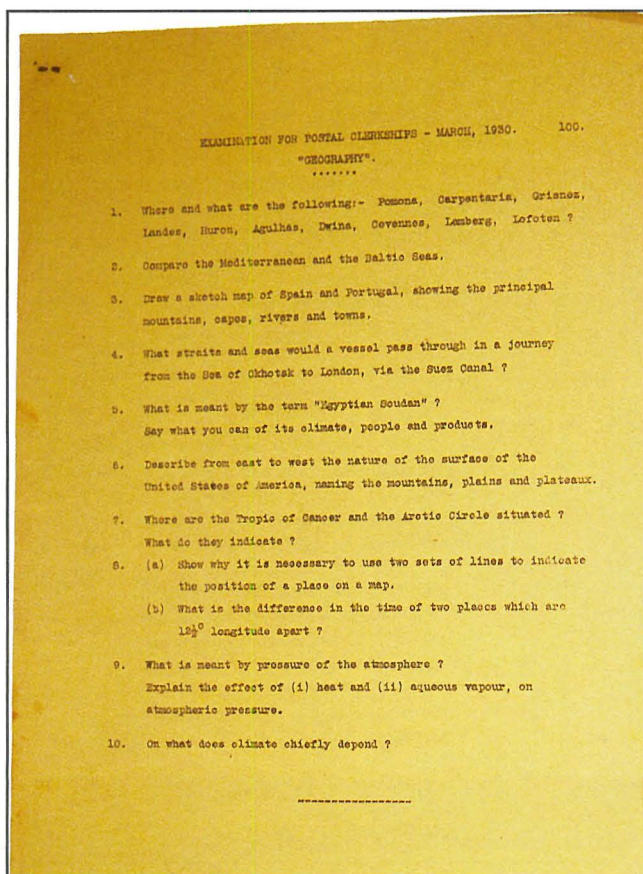 EXAMINATION FOR POSTAL CLERKSHIPS - MARCH, 1930. 100.
"GEOGRAPHY".
.......
1. Where and what are the following:- Pomona, Carpentaria, Grisnez,
Landes, Huron, Agulhas, Dwina, Cevennes, Lemberg, Lofoten ?
2. Compare the Mediterranean and the Baltic Seas.
3. Draw a sketch map of Spain and Portugal, showing the principal
mountains, capes, rivers and towns.
4. What straits and seas would a vessel pass through in a journey
from the Sea of Okhotsk to London, via the Suez Canal ?
5. What is meant by the term "Egyptian Soudan" ?
Say what you can of its climate, people and products.
6. Describe from east to west the nature of the surface of the
United States of America, naming the mountains, plains and plateaux.
7. Where are the Tropic of Cancer and the Arctic Circle situated ?
What do they indicate ?
8. (a) Show why it is necessary to use two sets of lines to indicate
the position of a place on a map.
(b) What is the difference in the time of two places which are
12½° longitude apart ?
9. What is meant by pressure of the atmosphere ?
Explain the effect of (i) heat and (ii) aqueous vapour, on
atmospheric pressure.
10. On what does climate chiefly depend ?
-----------------